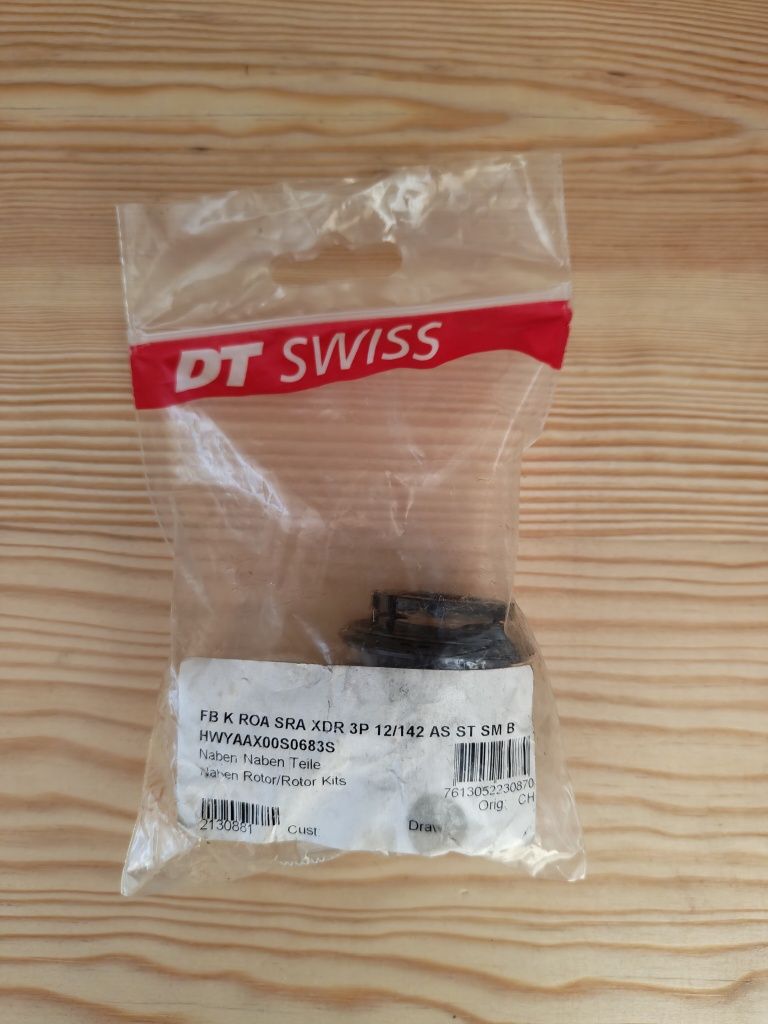 DT SWISS
FB K ROA SRA XDR 3P 12/142 AS ST SM B
HWYAAX00S0683S
Naben Naben Teile
Naben Rotor/Rotor Kits
7613052230870
Orig: CH
2130881 Cust